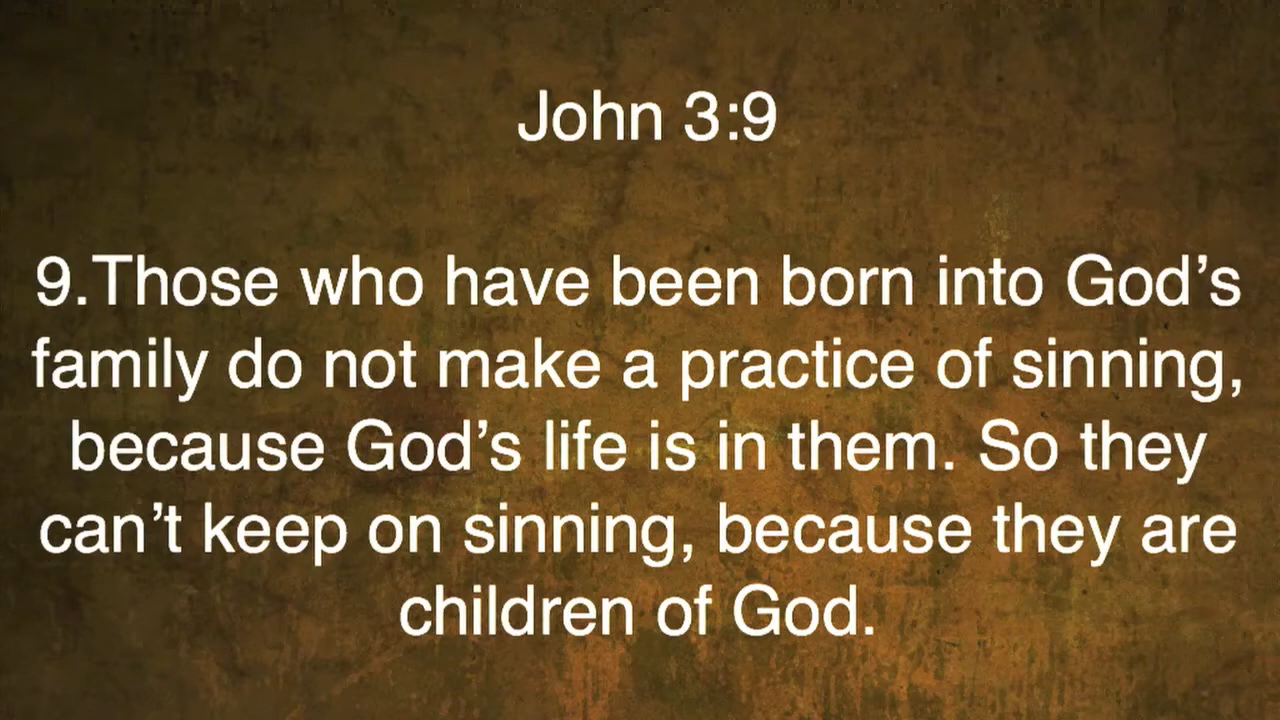 John 3:9
9.Those who have been born into God’s
family do not make a practice of sinning,
because God’s life is in them. So they
can’t keep on sinning, because they are
children of God.